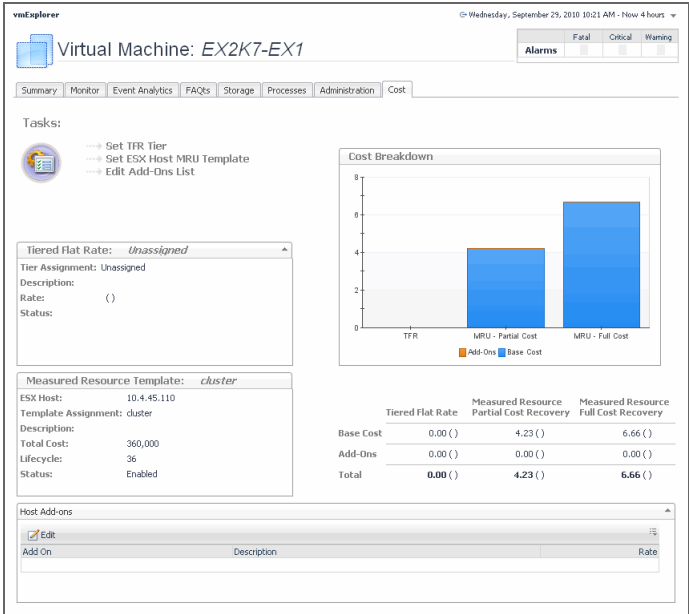 vmExplorer
Wednesday, September 29, 2010 10:21 AM - Now 4 hours
Virtual Machine: EX2K7-EX1
Fatal Critical Warning
Alarms
Summary Monitor Event Analytics FAQts Storage Processes Administration Cost
Tasks:
Set TFR Tier
Set ESX Host MRU Template
Edit Add-Ons List
Cost Breakdown
8
6
4
2
0
TFR MRU - Partial Cost MRU - Full Cost
Add-Ons Base Cost
Tiered Flat Rate: Unassigned
Tier Assignment: Unassigned
Description:
Rate: ( )
Status:
Measured Resource Template: cluster
ESX Host: 10.4.45.110
Template Assignment: cluster
Description:
Total Cost: 360,000
Lifecycle: 36
Status: Enabled
Measured Resource Measured Resource
Tiered Flat Rate Partial Cost Recovery Full Cost Recovery
Base Cost 0.00 ( ) 4.23 ( ) 6.66 ( )
Add-Ons 0.00 ( ) 0.00 ( ) 0.00 ( )
Total 0.00 ( ) 4.23 ( ) 6.66 ( )
Host Add-ons
Edit
Add On Description Rate